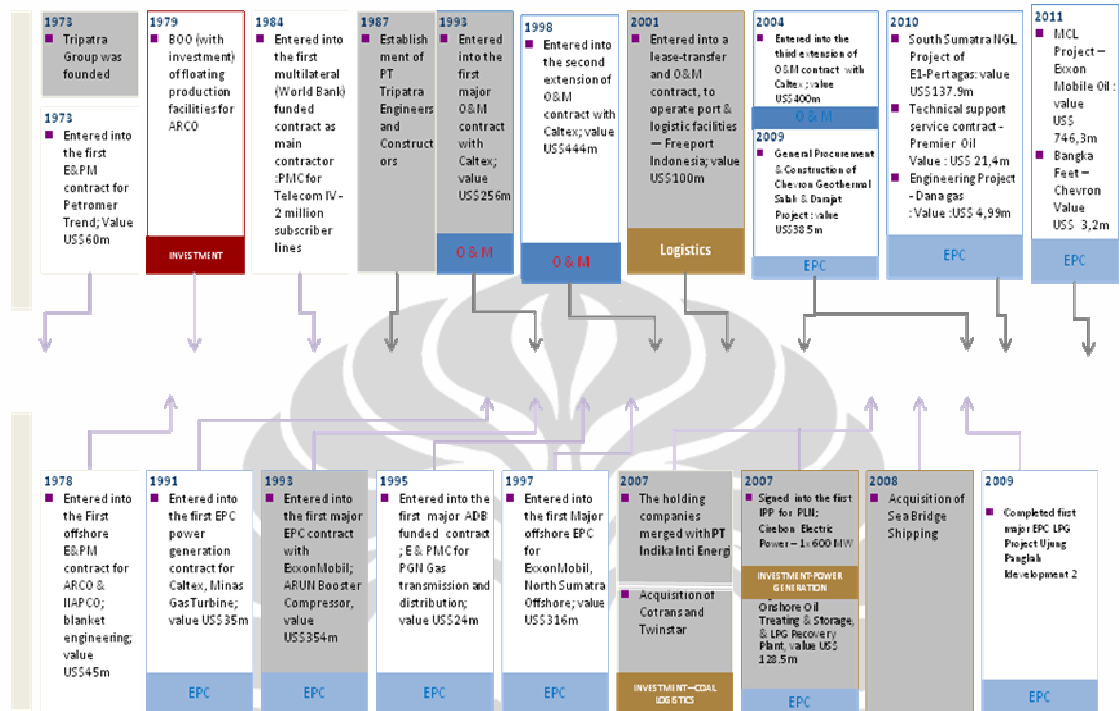 1973
Tripatra
Group was
founded
1973
Entered into
the first
E&PM
contract for
Petromer
Trend; Value
US$60m
1979
BOO (with
investment)
of floating
production
facilities for
ARCO
INVESTMENT
1984
Entered into
the first
multilateral
(World Bank)
funded
contract as
main
contractor
:PMC for
Telecom IV–
2 million
subscriber
lines
1987
Establish
ment of
PT
Tripatra
Engineers
and
Construct
ors
1993
Entered
into the
first
major
O&M
contract
with
Caltex;
value
US$256m
O & M
1998
Entered into
the second
extension of
O&M
contract with
Caltex; value
US$444m
O & M
2001
Entered into a
lease-transfer
and O&M
contract, to
operate port &
logistic facilities
— Freeport
Indonesia; value
US$100m
Logistics
2004
Entered into the
third extension of
O&M contract with
Caltex ; value
US$400m
O & M
2009
General Procurement
& Construction of
Chevron Geothermal
Salak & Darajat
Project : value
US$38.5m
EPC
2010
South Sumatra NGL
Project of
E1-Pertagas: value
US$137.9m
Technical support
service contract -
Premier Oil
Value : US$ 21,4m
Engineering Project
- Dana gas
: Value :US$ 4,99m
EPC
2011
MCL
Project –
Exxon
Mobile Oil :
value
US$
746,3m
Bangka
Feet –
Chevron
Value
US$ 3,2m
EPC
1978
Entered into
the First
offshore
E&PM
contract for
ARCO &
IIAPCO;
blanket
engineering;
value
US$45m
1991
Entered into
the first EPC
power
generation
contract for
Caltex, Minas
Gas Turbine;
value US$35m
EPC
1993
Entered into
the first major
EPC contract
with
ExxonMobil;
ARUN Booster
Compressor,
value
US$354m
EPC
1995
Entered into the
first major ADB
funded contract
; E & PMC for
PGN Gas
transmission and
distribution;
value US$24m
EPC
1997
Entered into
the first Major
offshore EPC
for
ExxonMobil,
North Sumatra
Offshore; value
US$316m
EPC
2007
The holding
companies
merged with PT
Indika Inti Energi
Acquisition of
Cotrans and
Twinstar
INVESTMENT—COAL
LOGISTICS
2007
Signed into the first
IPP for PLN;
Cirebon Electric
Power – 1x 600 MW
INVESTMENT-POWER
GENERATION
Onshore Oil
Treating & Storage,
& LPG Recovery
Plant, value US$
128.5m
EPC
2008
Acquisition of
Sea Bridge
Shipping
2009
Completed first
major EPC LPG
Project Ujung
Pangkah
development 2
EPC